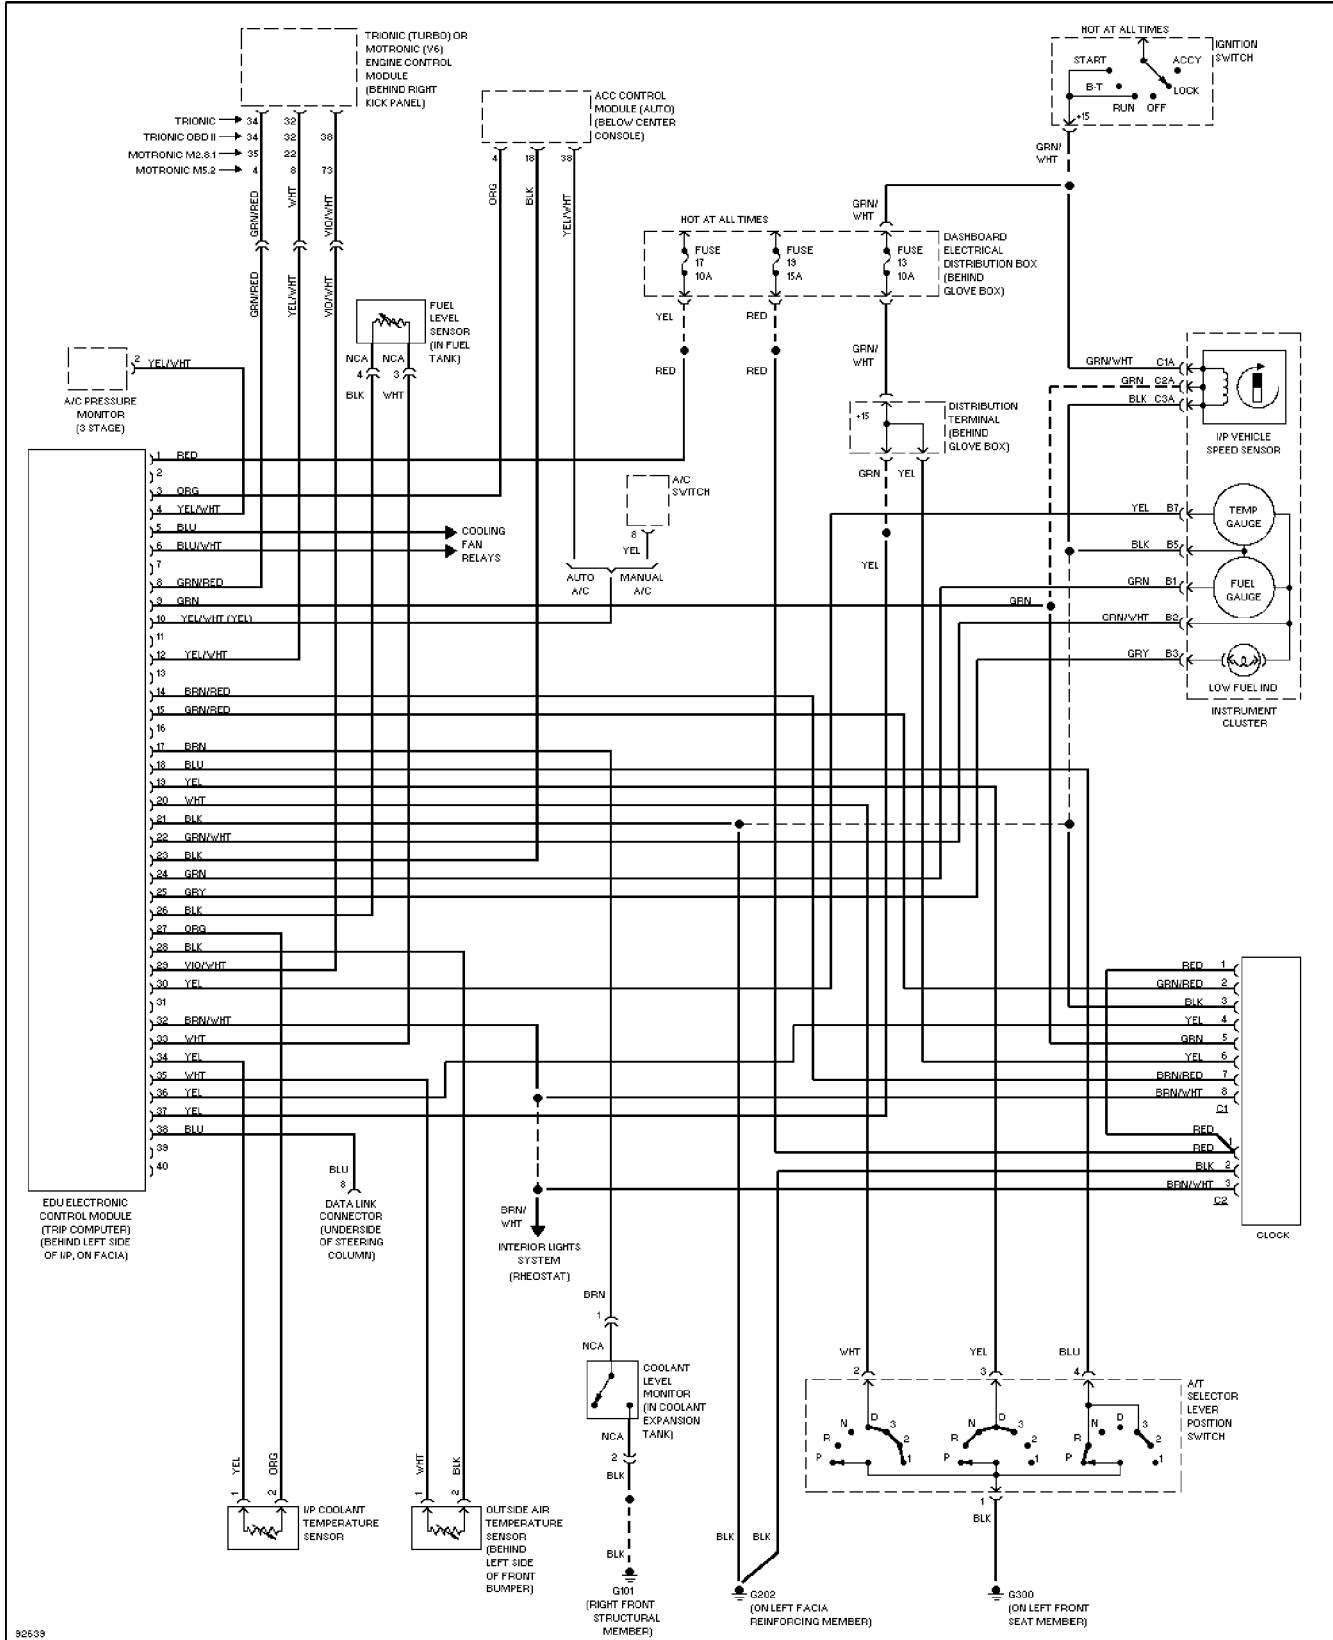 TRIONIC (TURBO) OR
MOTRONIC (V6)
ENGINE CONTROL
MODULE
(BEHIND RIGHT
KICK PANEL)
TRIONIC 34 32
TRIONIC OBD II 34 32 38
MOTRONIC M2.8.1 35 22
MOTRONIC M5.2 4 8 73
GRN/RED
WHT
VIO/WHT
GRN/RED
YEL/WHT
VIO/WHT
ACC CONTROL
MODULE (AUTO)
(BELOW CENTER
CONSOLE)
4 18 38
ORG
BLK
YEL/WHT
HOT AT ALL TIMES
IGNITION
SWITCH
START
ACCY
B-T
LOCK
RUN OFF
+15
GRN/
WHT
GRN/
WHT
HOT AT ALL TIMES
FUSE
17
10A
FUSE
19
15A
FUSE
13
10A
DASHBOARD
ELECTRICAL
DISTRIBUTION BOX
(BEHIND
GLOVE BOX)
YEL
RED
RED
RED
GRN/
WHT
FUEL
LEVEL
SENSOR
(IN FUEL
TANK)
NCA NCA
4 3
BLK WHT
2 YEL/WHT
A/C PRESSURE
MONITOR
(3 STAGE)
+15
DISTRIBUTION
TERMINAL
(BEHIND
GLOVE BOX)
GRN YEL
YEL
A/C
SWITCH
8
YEL
AUTO
A/C
MANUAL
A/C
COOLING
FAN
RELAYS
GRN/WHT C1A
GRN C2A
BLK C3A
I/P VEHICLE
SPEED SENSOR
YEL B7
TEMP
GAUGE
BLK B5
GRN B1
FUEL
GAUGE
GRN
GRN/WHT B2
GRY B3
LOW FUEL IND
INSTRUMENT
CLUSTER
1 RED
2
3 ORG
4 YEL/WHT
5 BLU
6 BLU/WHT
7
8 GRN/RED
9 GRN
10 YEL/WHT (YEL)
11
12 YEL/WHT
13
14 BRN/RED
15 GRN/RED
16
17 BRN
18 BLU
19 YEL
20 WHT
21 BLK
22 GRN/WHT
23 BLK
24 GRN
25 GRY
26 BLK
27 ORG
28 BLK
29 VIO/WHT
30 YEL
31
32 BRN/WHT
33 WHT
34 YEL
35 WHT
36 YEL
37 YEL
38 BLU
39
40
EDU ELECTRONIC
CONTROL MODULE
(TRIP COMPUTER)
(BEHIND LEFT SIDE
OF I/P, ON FACIA)
RED 1
GRN/RED 2
BLK 3
YEL 4
GRN 5
YEL 6
BRN/RED 7
BRN/WHT 8
C1
RED
RED 1
BLK 2
BRN/WHT 3
C2
CLOCK
BLU
8
DATA LINK
CONNECTOR
(UNDERSIDE
OF STEERING
COLUMN)
BRN/
WHT
INTERIOR LIGHTS
SYSTEM
(RHEOSTAT)
BRN
1
NCA
COOLANT
LEVEL
MONITOR
(IN COOLANT
EXPANSION
TANK)
NCA
2
BLK
BLK
G101
(RIGHT FRONT
STRUCTURAL
MEMBER)
WHT YEL BLU
2 3 4
A/T
SELECTOR
LEVER
POSITION
SWITCH
P R N D 3 2 1
P R N D 3 2 1
P R N D 3 2 1
1
BLK
G300
(ON LEFT FRONT
SEAT MEMBER)
BLK BLK
G202
(ON LEFT FACIA
REINFORCING MEMBER)
YEL
ORG
1 2
I/P COOLANT
TEMPERATURE
SENSOR
WHT
BLK
1 2
OUTSIDE AIR
TEMPERATURE
SENSOR
(BEHIND
LEFT SIDE
OF FRONT
BUMPER)
92639